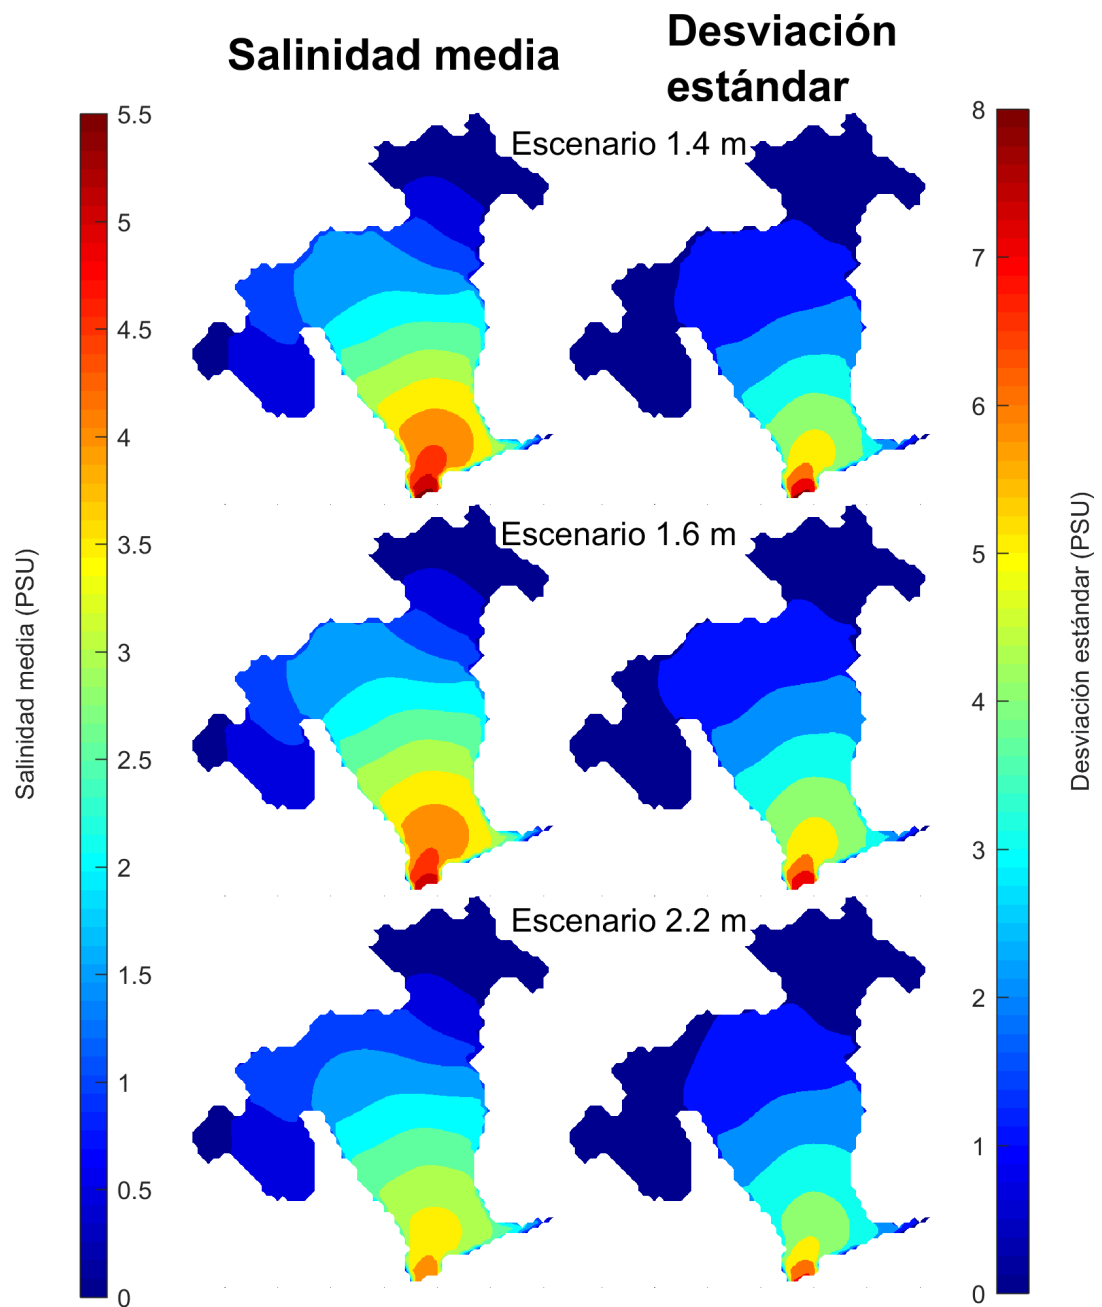 Salinidad media
Desviación
estándar
Escenario 1.4 m
Escenario 1.6 m
Escenario 2.2 m
Salinidad media (PSU)
5.5
5
4.5
4
3.5
3
2.5
2
1.5
1
0.5
0
Desviación estándar (PSU)
8
7
6
5
4
3
2
1
0